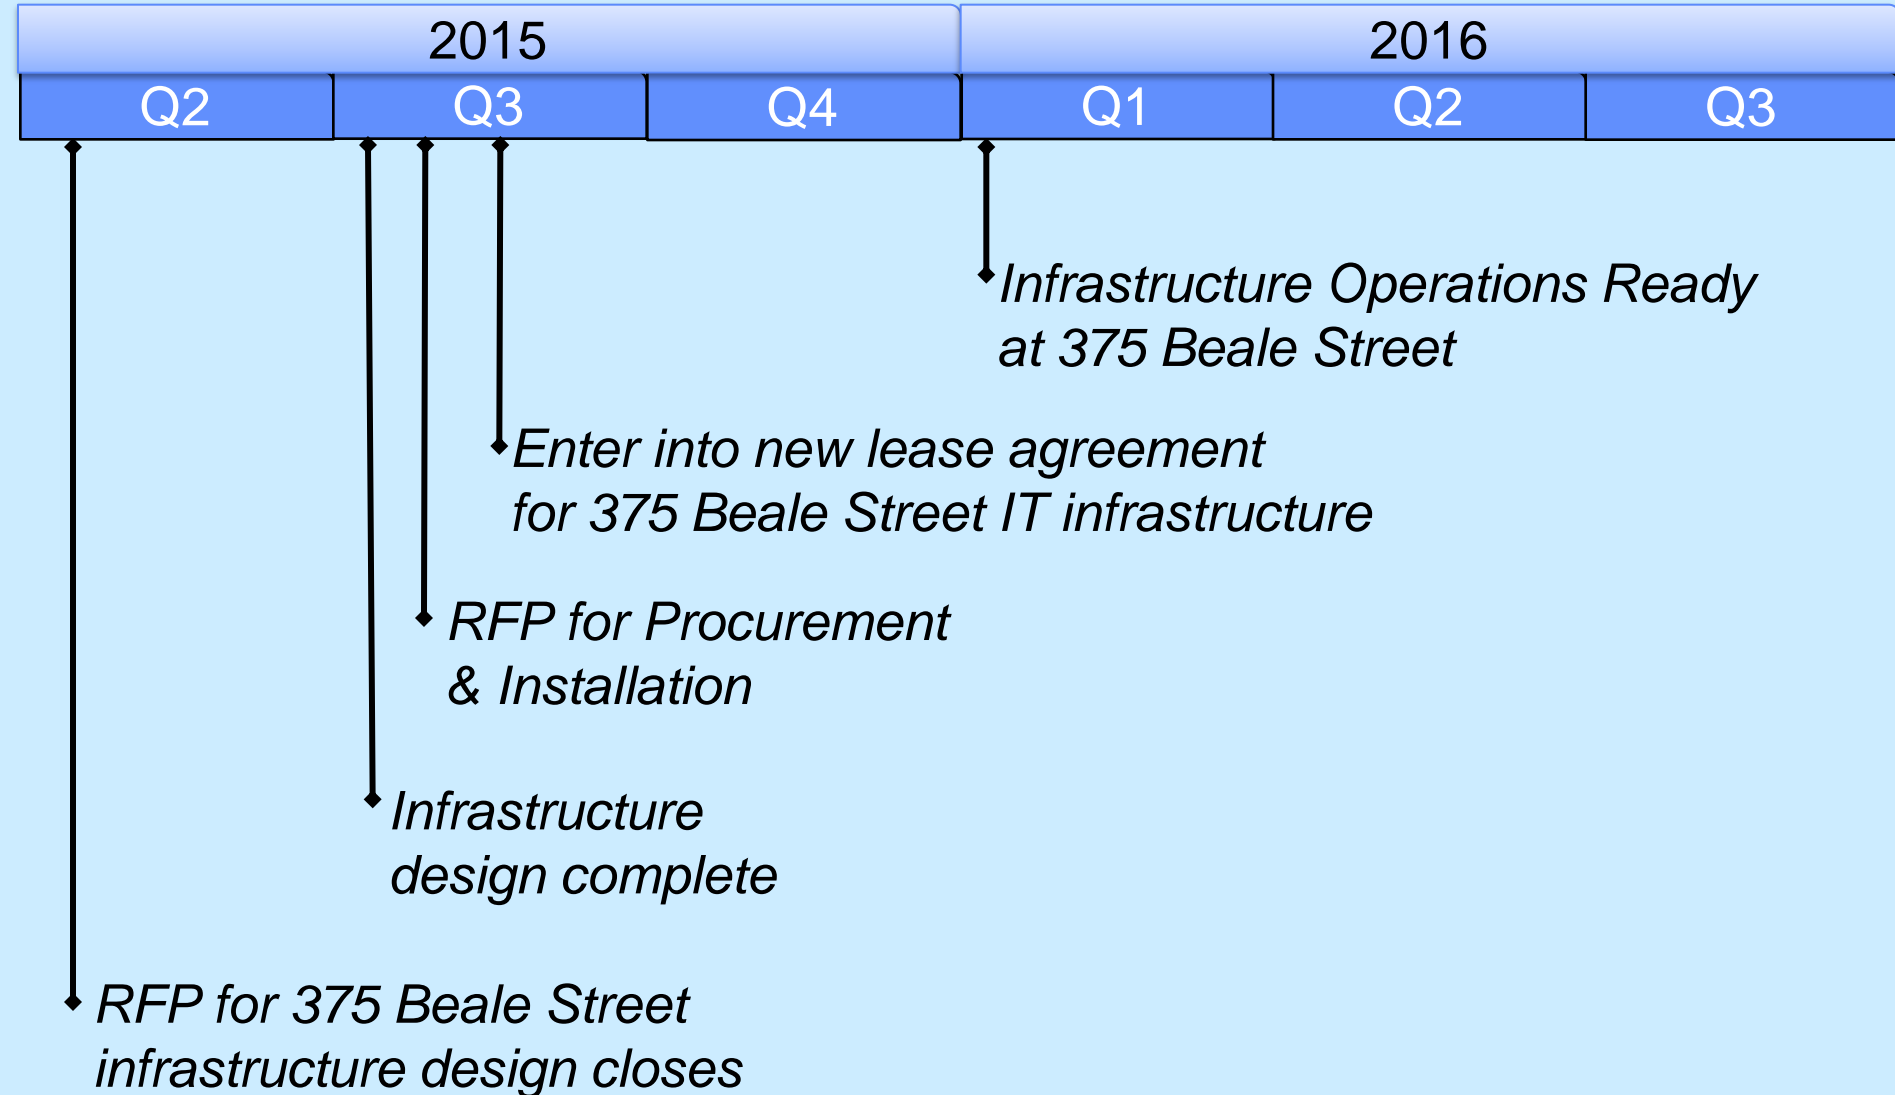 2015
2016
Q2
Q3
Q4
Q1
Q2
Q3
Infrastructure Operations Ready
at 375 Beale Street
Enter into new lease agreement
for 375 Beale Street IT infrastructure
RFP for Procurement
& Installation
Infrastructure
design complete
RFP for 375 Beale Street
infrastructure design closes